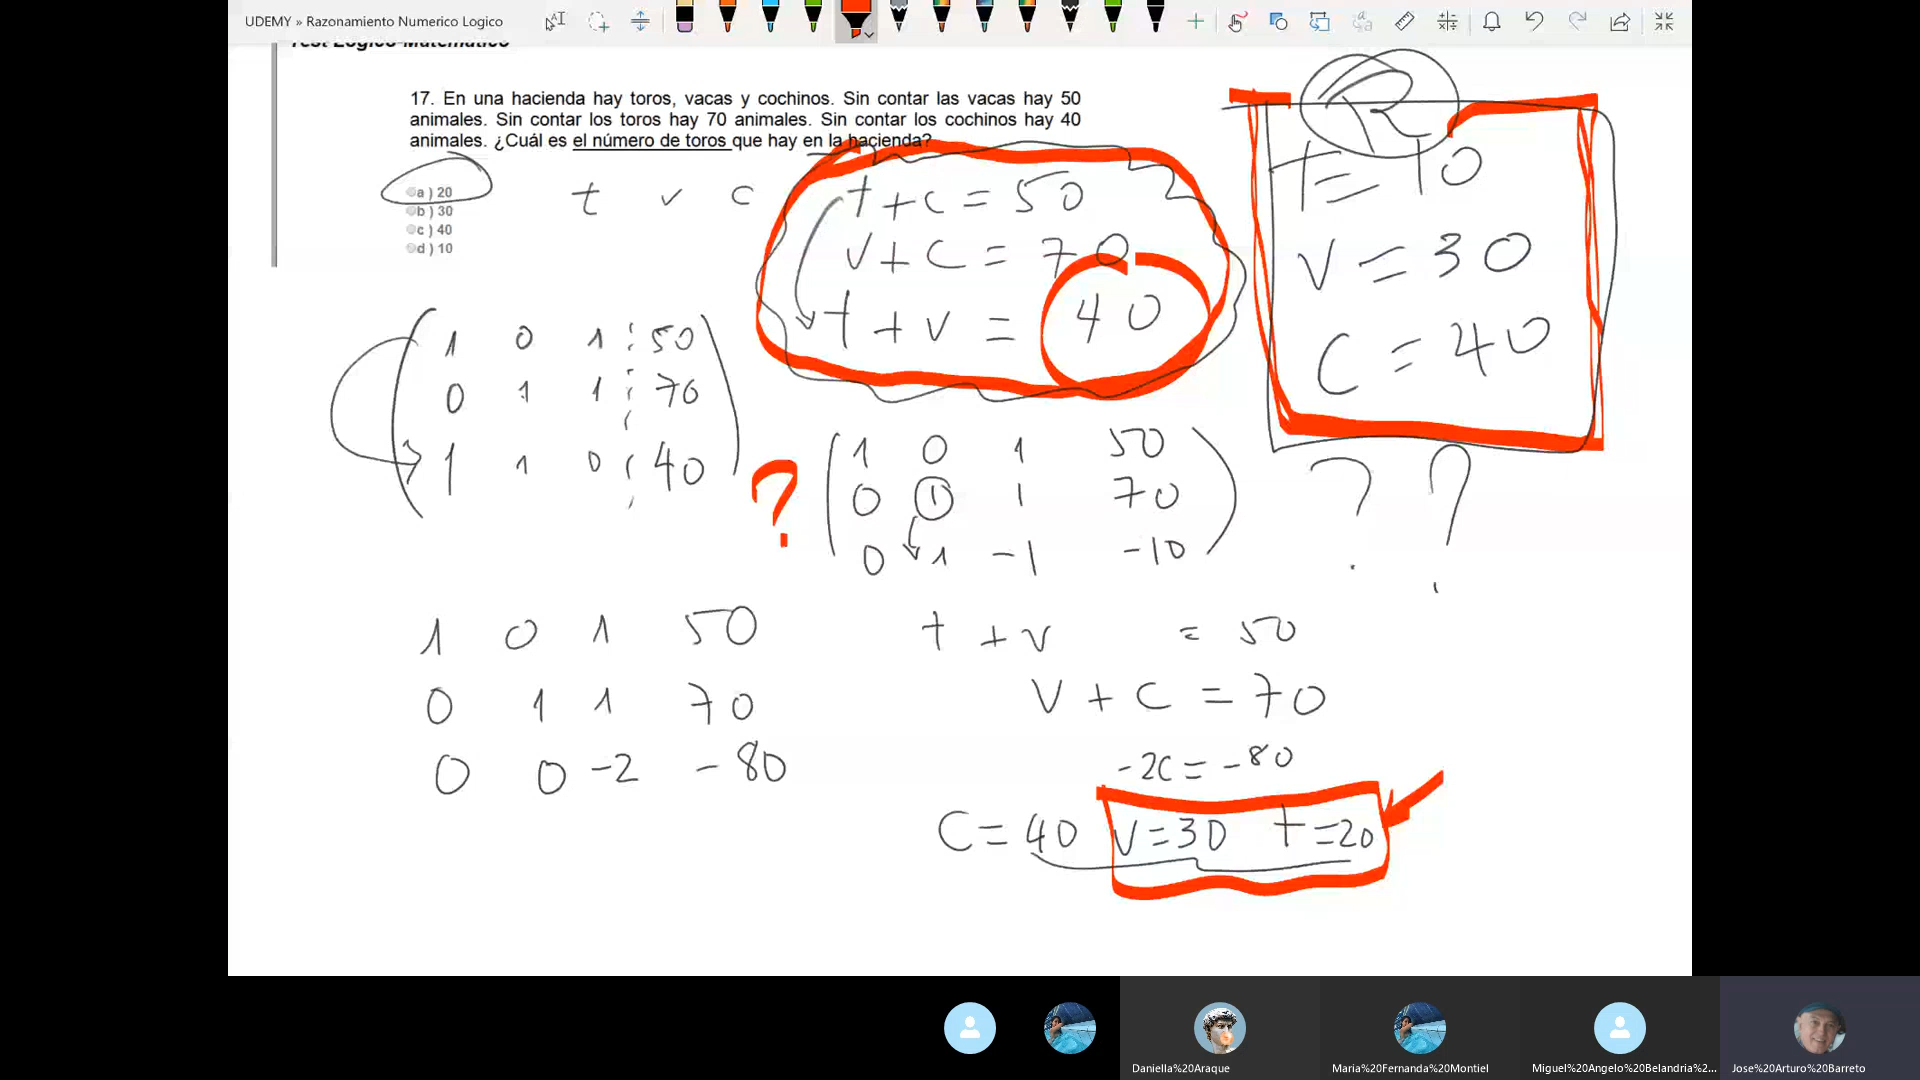 UDEMY » Razonamiento Numerico Logico
Test Lógico-Matemático
17. En una hacienda hay toros, vacas y cochinos. Sin contar las vacas hay 50
animales. Sin contar los toros hay 70 animales. Sin contar los cochinos hay 40
animales. ¿Cuál es el número de toros que hay en la hacienda?
a ) 20
b ) 30
c ) 40
d ) 10
t v c
t + c = 50
v + c = 70
t + v = 40
R
t = 10
v = 30
c = 40
? ?
1 0 1 50
0 1 1 70
1 1 0 40
?
1 0 1 50
0 1 1 70
0 1 -1 -10
1 0 1 50
0 1 1 70
0 0 -2 -80
t + v = 50
v + c = 70
-2c = -80
C = 40 v = 30 t = 20
Daniella%20Araque
Maria%20Fernanda%20Montiel
Miguel%20Angelo%20Belandria%2...
Jose%20Arturo%20Barreto